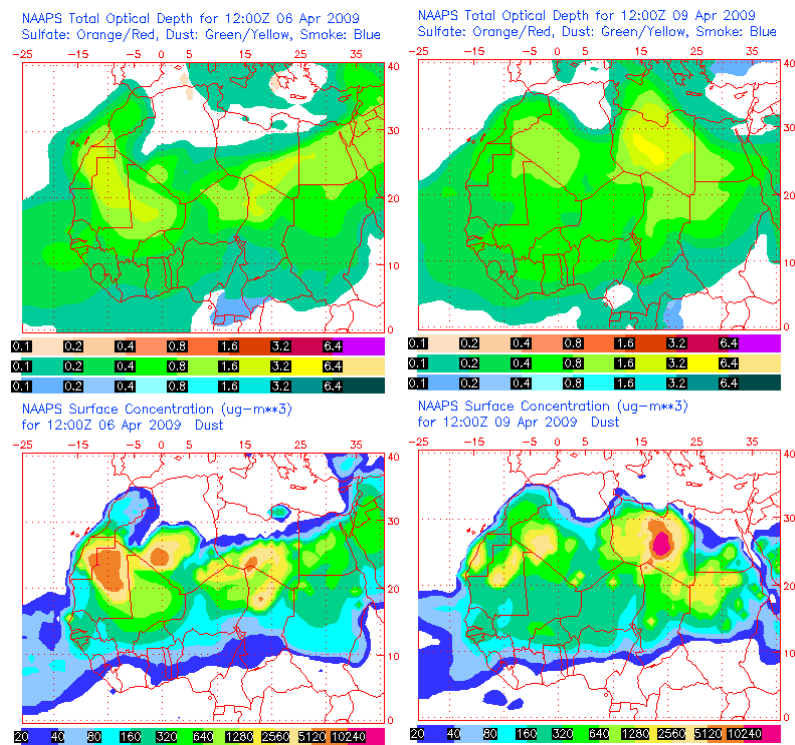 NAAPS Total Optical Depth for 12:00Z 06 Apr 2009
Sulfate: Orange/Red, Dust: Green/Yellow, Smoke: Blue
-25 -15 -5 0 5 15 25 35
40
30
20
10
0
0.1 0.2 0.4 0.8 1.6 3.2 6.4
0.1 0.2 0.4 0.8 1.6 3.2 6.4
0.1 0.2 0.4 0.8 1.6 3.2 6.4
NAAPS Total Optical Depth for 12:00Z 09 Apr 2009
Sulfate: Orange/Red, Dust: Green/Yellow, Smoke: Blue
-25 -15 -5 0 5 15 25 35
40
30
20
10
0
0.1 0.2 0.4 0.8 1.6 3.2 6.4
0.1 0.2 0.4 0.8 1.6 3.2 6.4
0.1 0.2 0.4 0.8 1.6 3.2 6.4
NAAPS Surface Concentration (ug-m**3)
for 12:00Z 06 Apr 2009 Dust
-25 -15 -5 0 5 15 25 35
40
30
20
10
0
20 40 80 160 320 640 1280 2560 5120 10240
NAAPS Surface Concentration (ug-m**3)
for 12:00Z 09 Apr 2009 Dust
-25 -15 -5 0 5 15 25 35
40
30
20
10
0
20 40 80 160 320 640 1280 2560 5120 10240